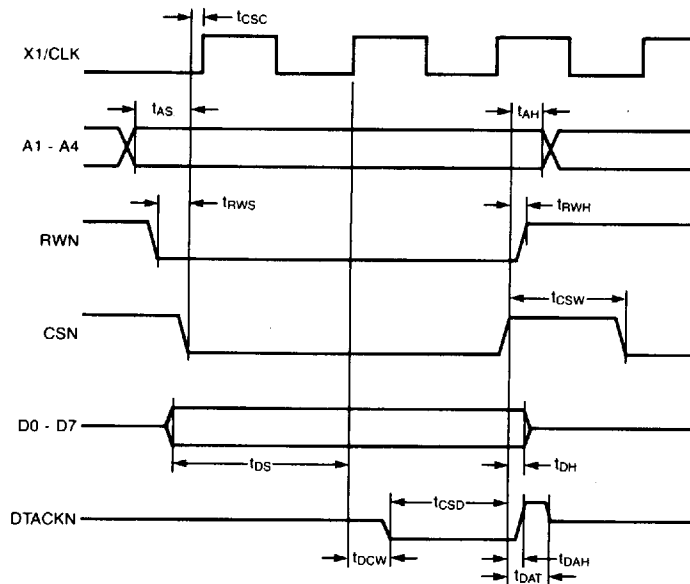 tCSC
X1/CLK
tAS
tAH
A1 - A4
tRWS
tRWH
RWN
tCSW
CSN
D0 - D7
tDS
tDH
tCSD
DTACKN
tDCW
tDAH
tDAT